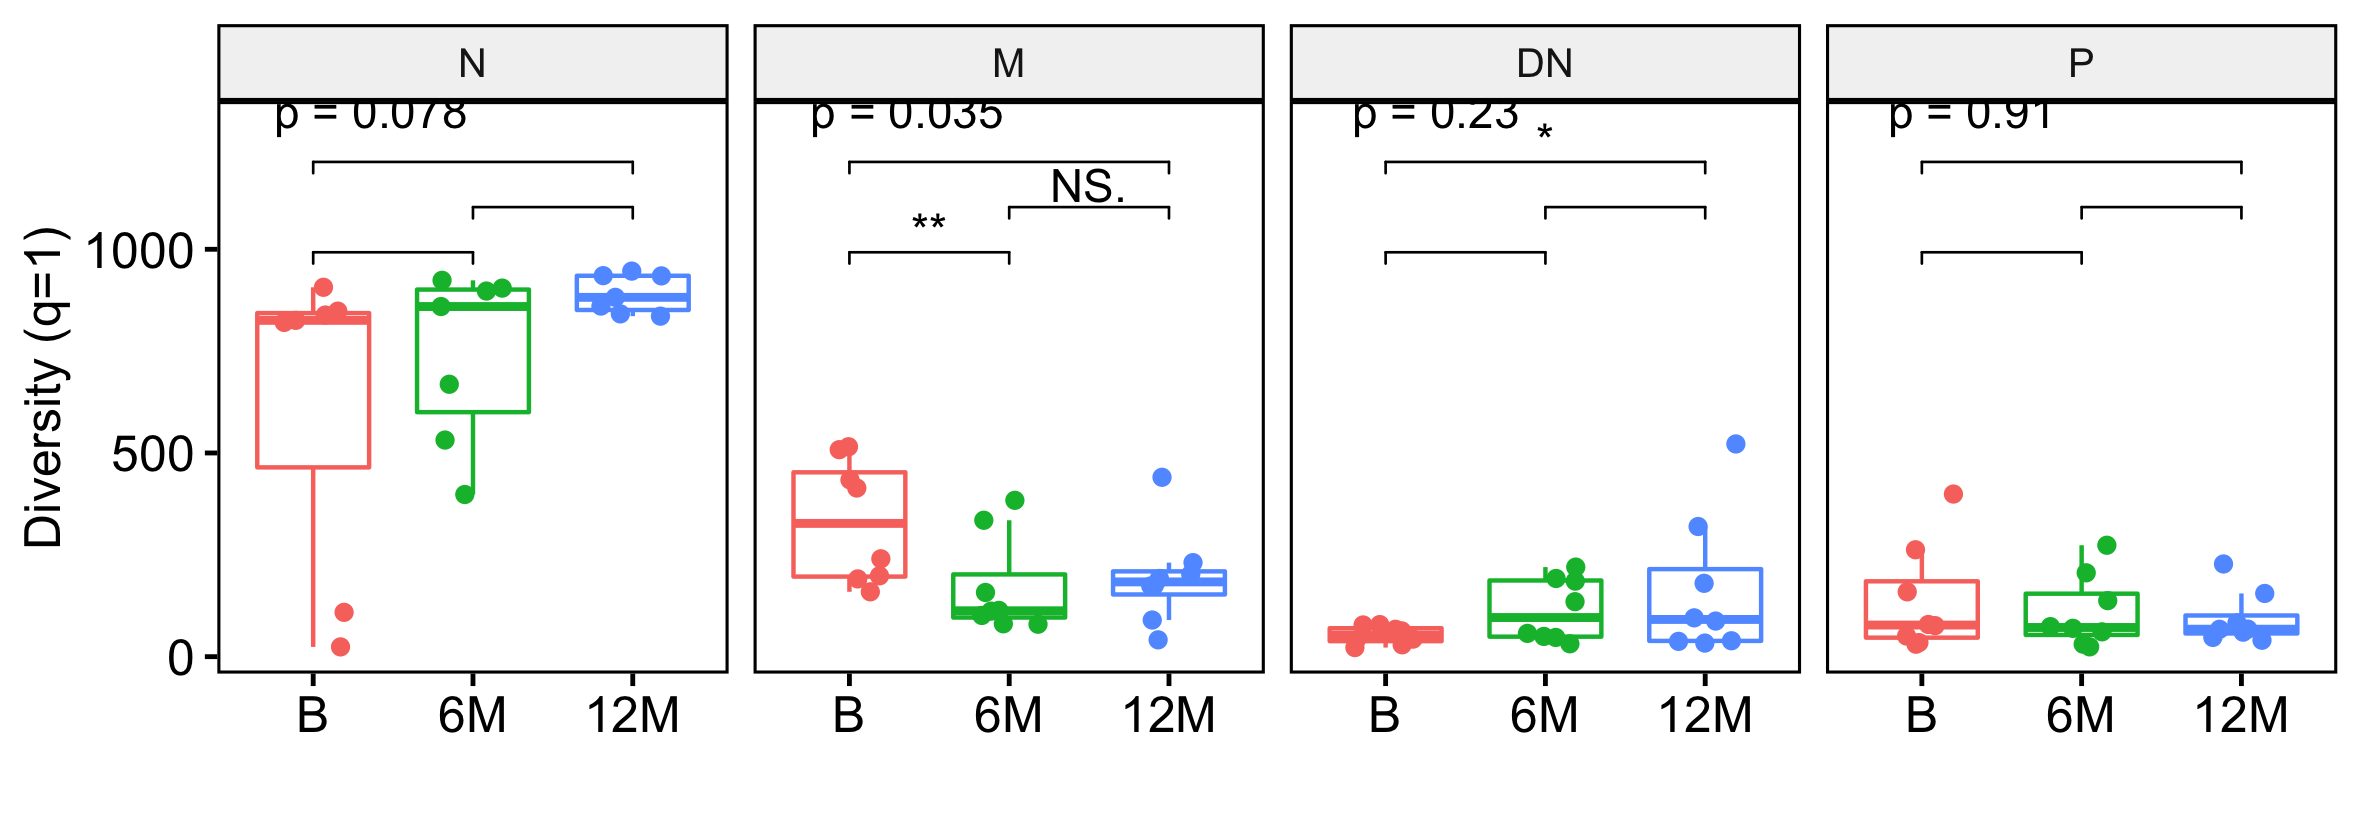 N M DN P
p = 0.078 p = 0.035 p = 0.23 p = 0.91
*
NS.
**
1000
500
0
Diversity (q=1)
B 6M 12M B 6M 12M B 6M 12M B 6M 12M